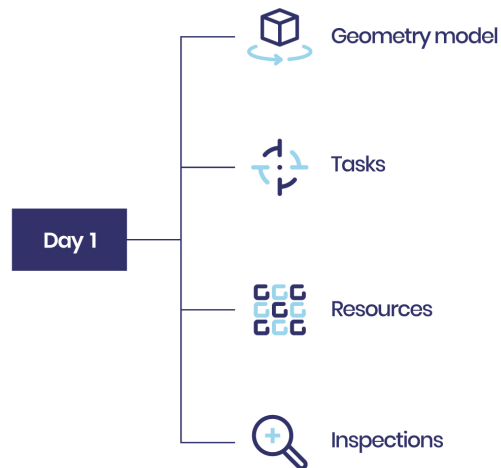 Geometry model
Tasks
Day 1
Resources
Inspections